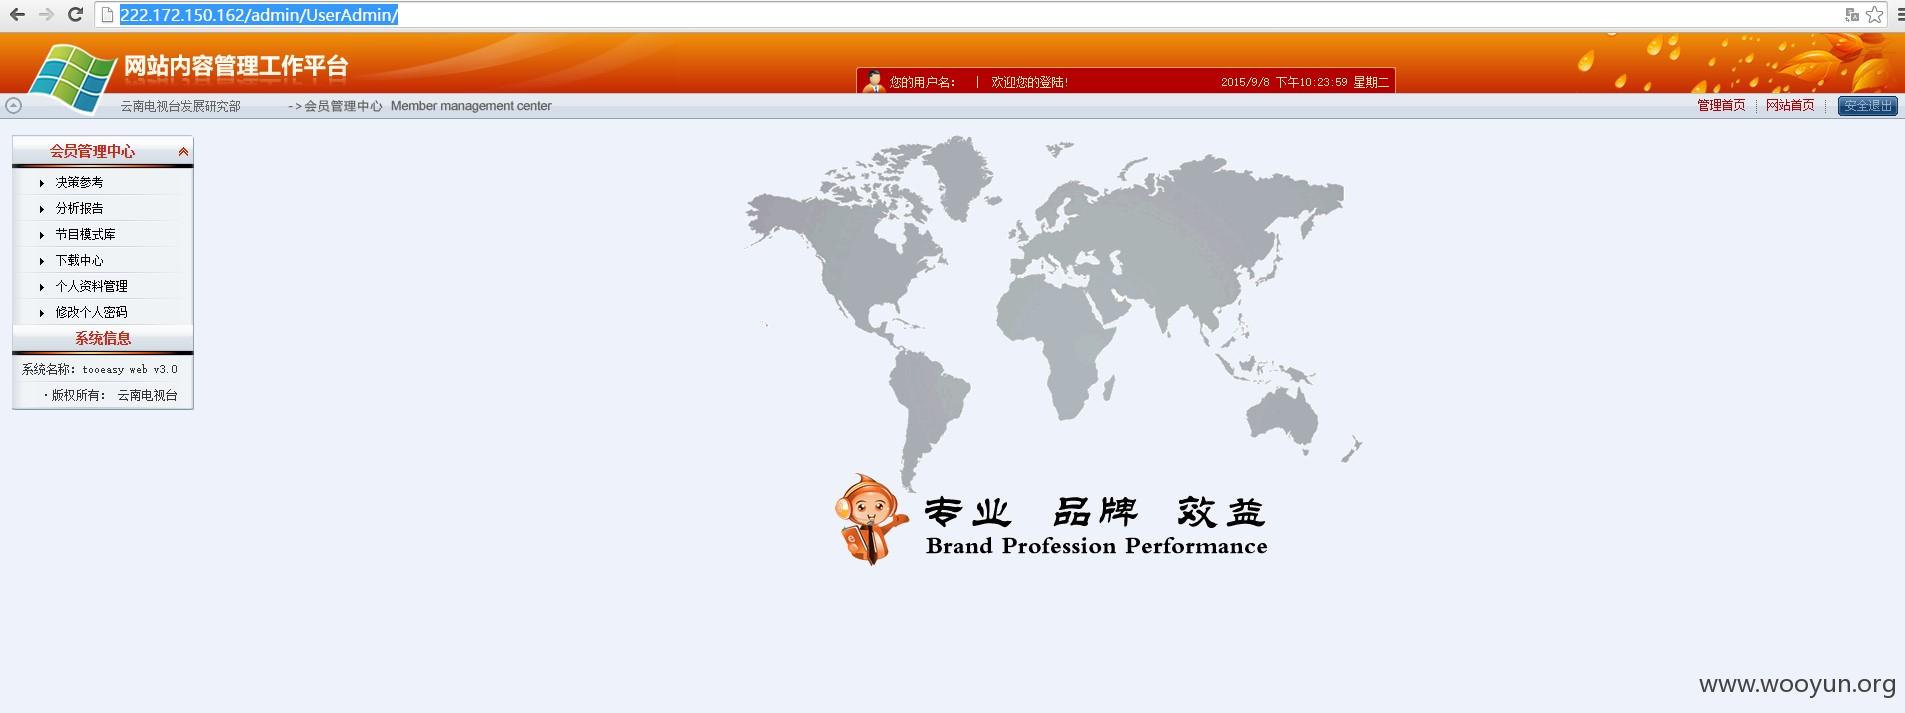 222.172.150.162/admin/UserAdmin/
网站内容管理工作平台
您的用户名： | 欢迎您的登陆! 2015/9/8 下午10:23:59 星期二
云南电视台发展研究部 ->会员管理中心 Member management center
管理首页 网站首页 安全退出
会员管理中心
决策参考
分析报告
节目模式库
下载中心
个人资料管理
修改个人密码
系统信息
系统名称: tooeasy web v3.0
·版权所有: 云南电视台
专业 品牌 效益
Brand Profession Performance
www.wooyun.org